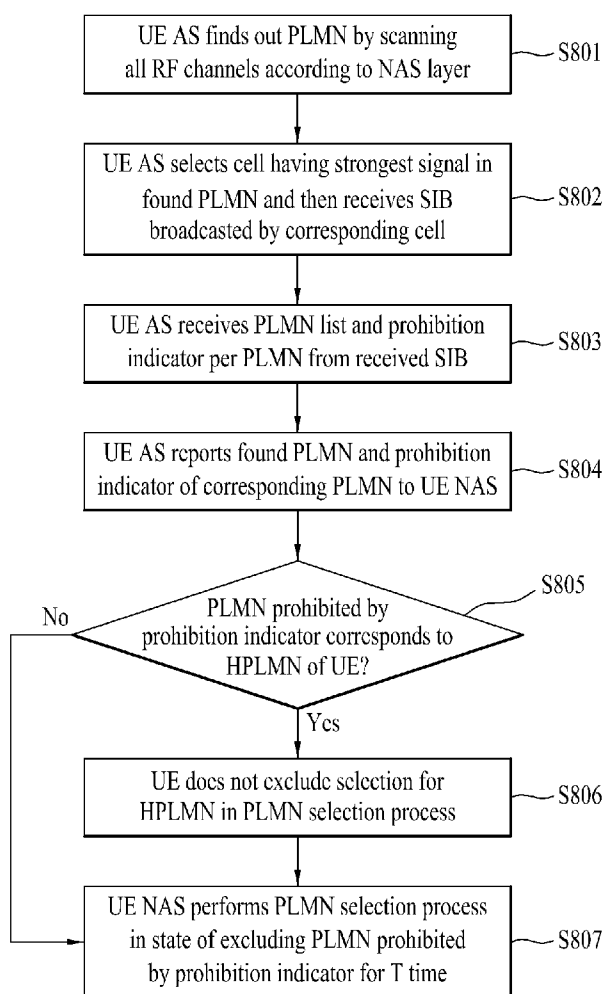 UE AS finds out PLMN by scanning
all RF channels according to NAS layer
S801
UE AS selects cell having strongest signal in
found PLMN and then receives SIB
broadcasted by corresponding cell
S802
UE AS receives PLMN list and prohibition
indicator per PLMN from received SIB
S803
UE AS reports found PLMN and prohibition
indicator of corresponding PLMN to UE NAS
S804
S805
PLMN prohibited by
prohibition indicator corresponds to
HPLMN of UE?
No
Yes
UE does not exclude selection for
HPLMN in PLMN selection process
S806
UE NAS performs PLMN selection process
in state of excluding PLMN prohibited
by prohibition indicator for T time
S807